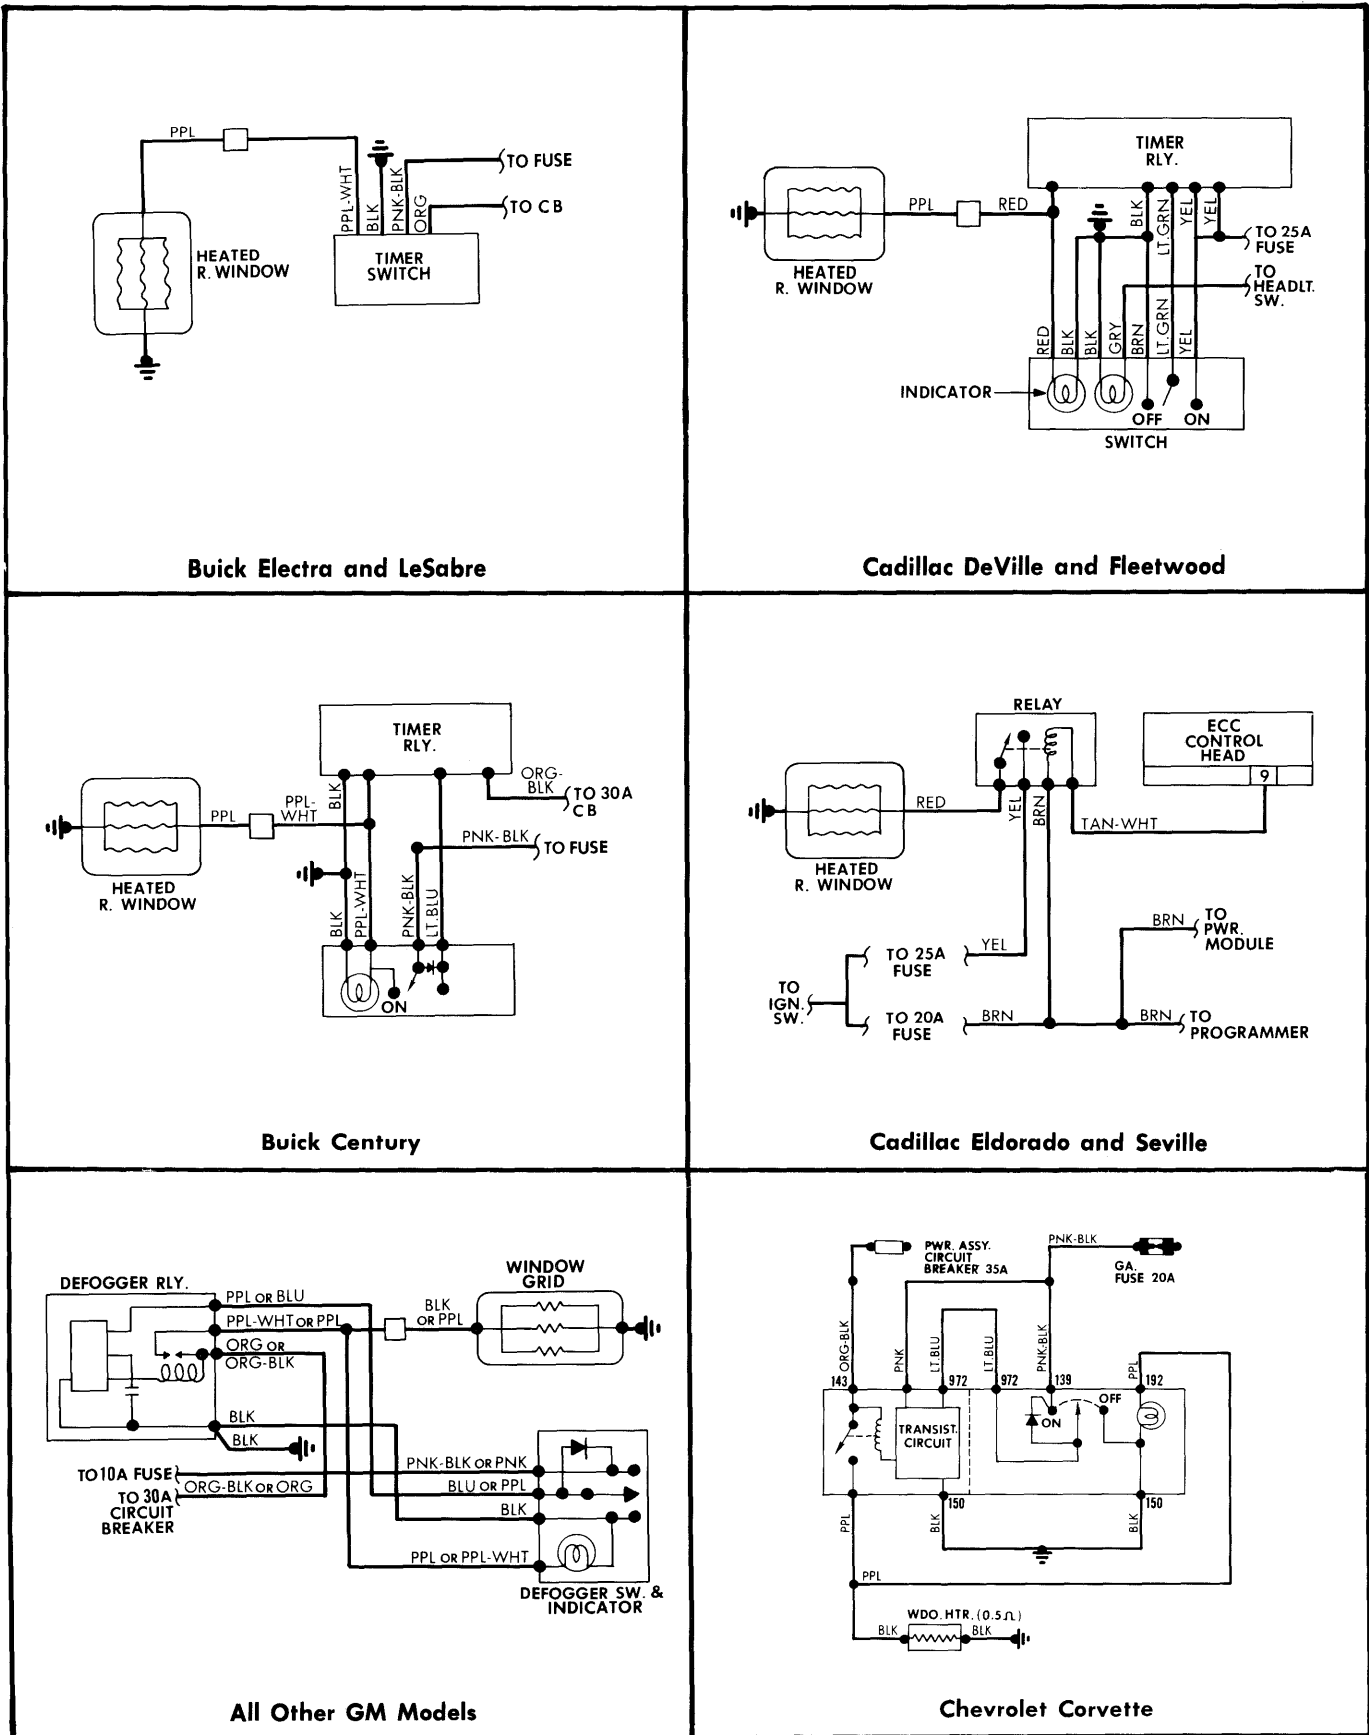 PPL
PPL-WHT
BLK
PNK-BLK
ORG
TO FUSE
TO CB
HEATED
R. WINDOW
TIMER
SWITCH
Buick Electra and LeSabre
TIMER
RLY.
PPL
RED
BLK
LT.GRN
YEL
YEL
TO 25A
FUSE
TO
HEADLT.
SW.
HEATED
R. WINDOW
RED
BLK
BLK
GRY
BRN
LT.GRN
YEL
INDICATOR
OFF
ON
SWITCH
Cadillac DeVille and Fleetwood
TIMER
RLY.
BLK
ORG-
BLK
TO 30A
CB
PPL
PPL-
WHT
PNK-BLK
TO FUSE
HEATED
R. WINDOW
BLK
PPL-WHT
PNK-BLK
LT.BLU
ON
Buick Century
RELAY
ECC
CONTROL
HEAD
9
RED
YEL
BRN
TAN-WHT
HEATED
R. WINDOW
BRN
TO
PWR.
MODULE
TO 25A
FUSE
YEL
TO
IGN.
SW.
TO 20A
FUSE
BRN
BRN
TO
PROGRAMMER
Cadillac Eldorado and Seville
DEFOGGER RLY.
WINDOW
GRID
PPL OR BLU
PPL-WHT OR PPL
BLK
OR PPL
ORG OR
ORG-BLK
BLK
BLK
TO 10A FUSE
PNK-BLK OR PNK
ORG-BLK OR ORG
TO 30A
CIRCUIT
BREAKER
BLU OR PPL
BLK
PPL OR PPL-WHT
DEFOGGER SW. &
INDICATOR
All Other GM Models
PWR. ASSY.
CIRCUIT
BREAKER 35A
PNK-BLK
GA.
FUSE 20A
ORG-BLK
PNK
LT.BLU
LT.BLU
PNK-BLK
PPL
143
972
972
139
192
TRANSIST.
CIRCUIT
ON
OFF
150
150
PPL
BLK
BLK
PPL
WDO. HTR. (0.5Ω)
BLK
BLK
Chevrolet Corvette